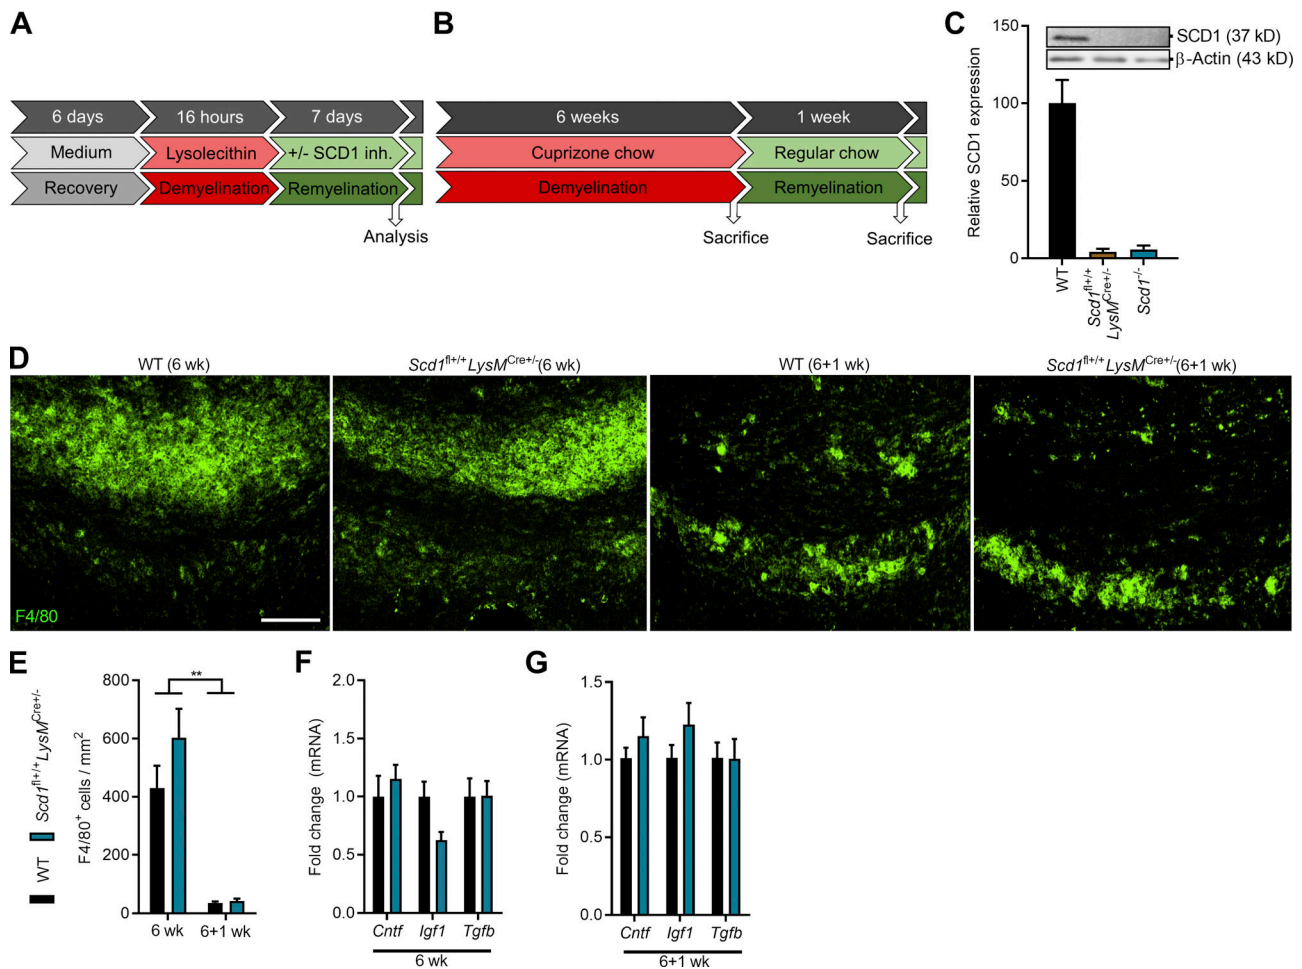 A
6 days
16 hours
7 days
Medium
Lysolecithin
+/- SCD1 inh.
Recovery
Demyelination
Remyelination
Analysis
B
6 weeks
1 week
Cuprizone chow
Regular chow
Demyelination
Remyelination
Sacrifice
Sacrifice
C
Relative SCD1 expression
150
100
50
0
SCD1 (37 kD)
β-Actin (43 kD)
WT
Scd1fl+/+
LysMCre+/-
Scd1-/-
D
WT (6 wk)
Scd1fl+/+LysMCre+/-(6 wk)
WT (6+1 wk)
Scd1fl+/+LysMCre+/-(6+1 wk)
F4/80
E
WT
Scd1fl+/+LysMCre+/-
F4/80+ cells / mm2
800
600
400
200
0
**
6 wk
6+1 wk
F
Fold change (mRNA)
2.0
1.5
1.0
0.5
0.0
Cntf
Igf1
Tgfb
6 wk
G
Fold change (mRNA)
1.5
1.0
0.5
0.0
Cntf
Igf1
Tgfb
6+1 wk